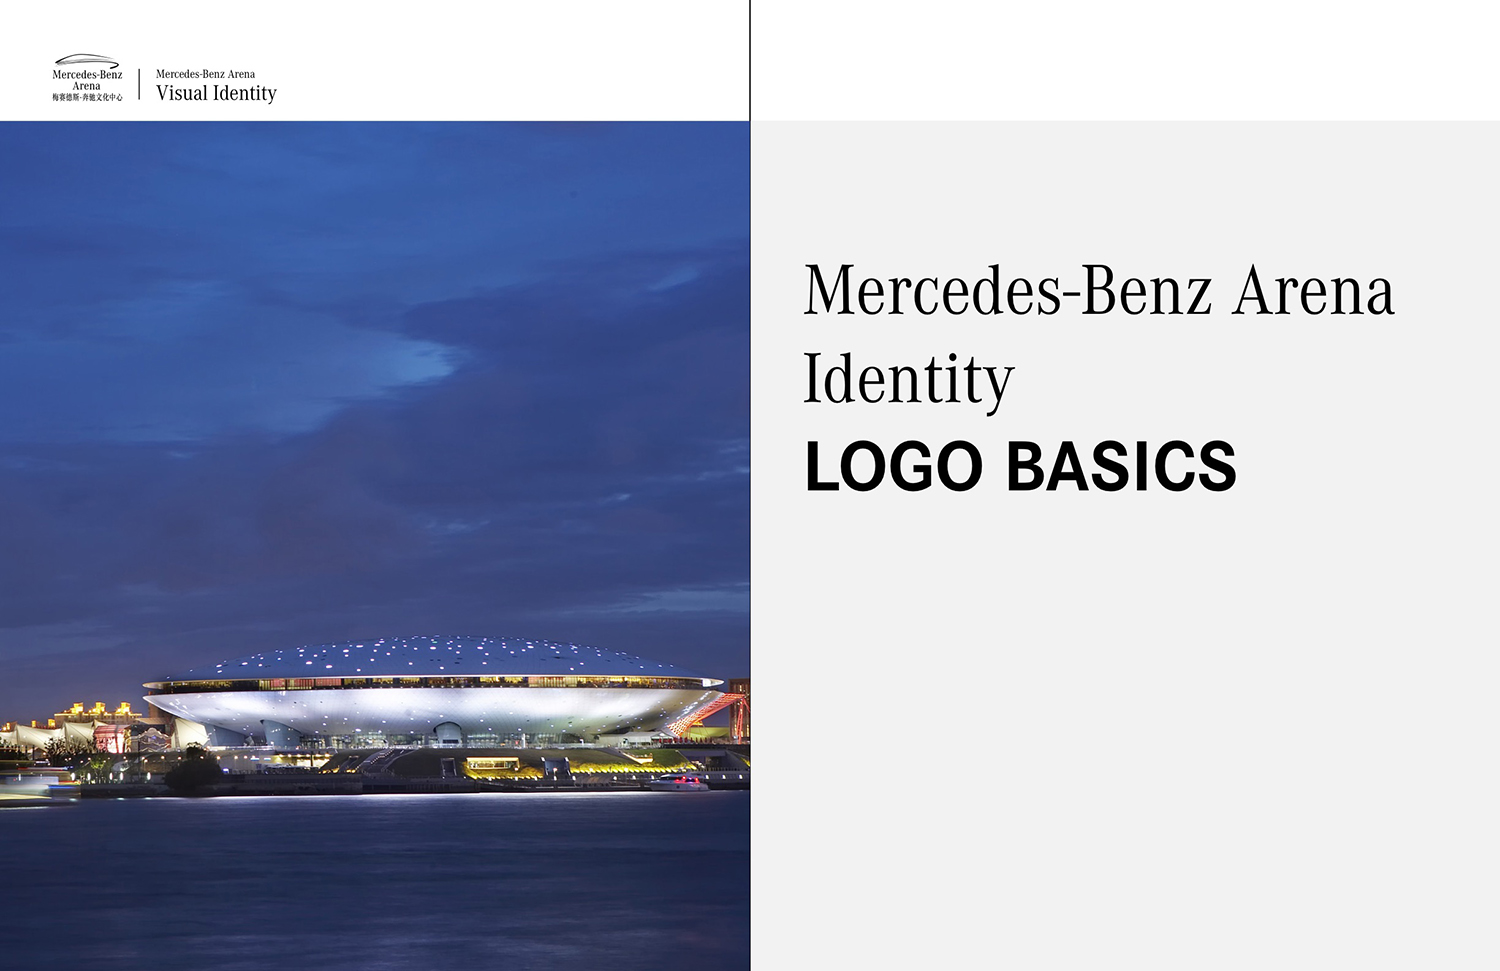 Mercedes-Benz
Arena
梅赛德斯-奔驰文化中心
Mercedes-Benz Arena
Visual Identity
Mercedes-Benz Arena
Identity
LOGO BASICS